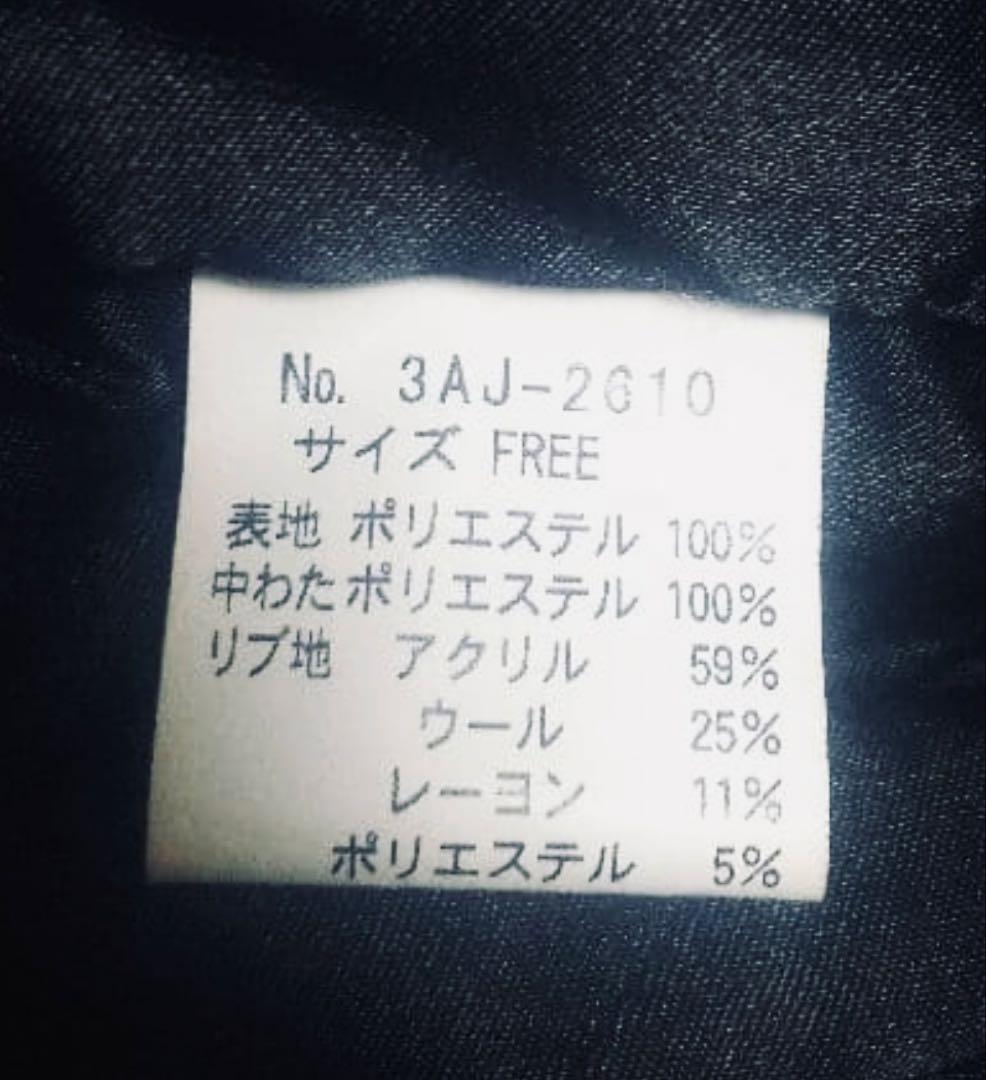 No. 3AJ-2610
サイズ FREE
表地 ポリエステル 100%
中わた ポリエステル 100%
リブ地 アクリル 59%
ウール 25%
レーヨン 11%
ポリエステル 5%